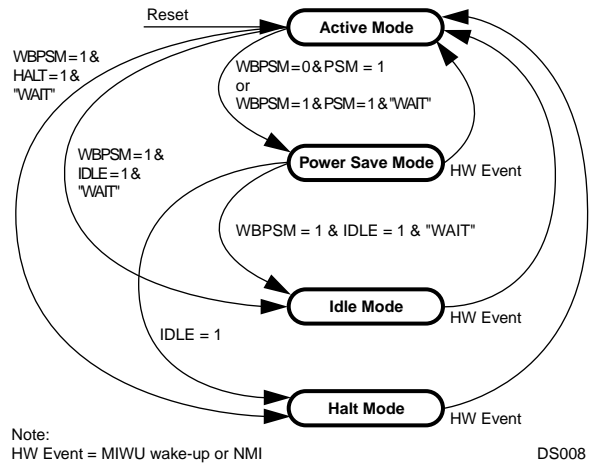 Reset
Active Mode
WBPSM=1&
HALT=1&
"WAIT"
WBPSM=0&PSM = 1
or
WBPSM=1&PSM=1&"WAIT"
WBPSM=1&
IDLE=1&
"WAIT"
Power Save Mode
HW Event
WBPSM = 1 & IDLE = 1 & "WAIT"
Idle Mode
HW Event
IDLE = 1
Halt Mode
HW Event
Note:
HW Event = MIWU wake-up or NMI
DS008